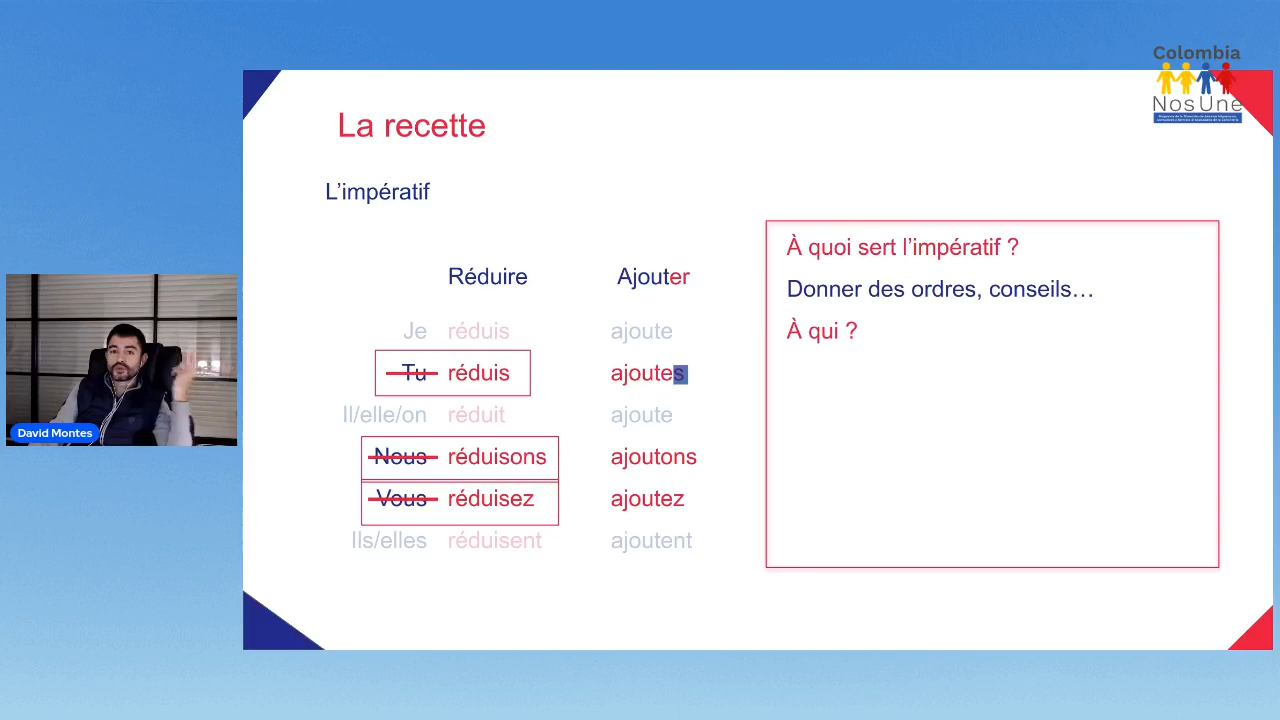 Colombia
NosUne
La recette
L'impératif
Réduire Ajouter
Je réduis ajoute
Tu réduis ajoutes
Il/elle/on réduit ajoute
Nous réduisons ajoutons
Vous réduisez ajoutez
Ils/elles réduisent ajoutent
À quoi sert l'impératif ?
Donner des ordres, conseils…
À qui ?
David Montes